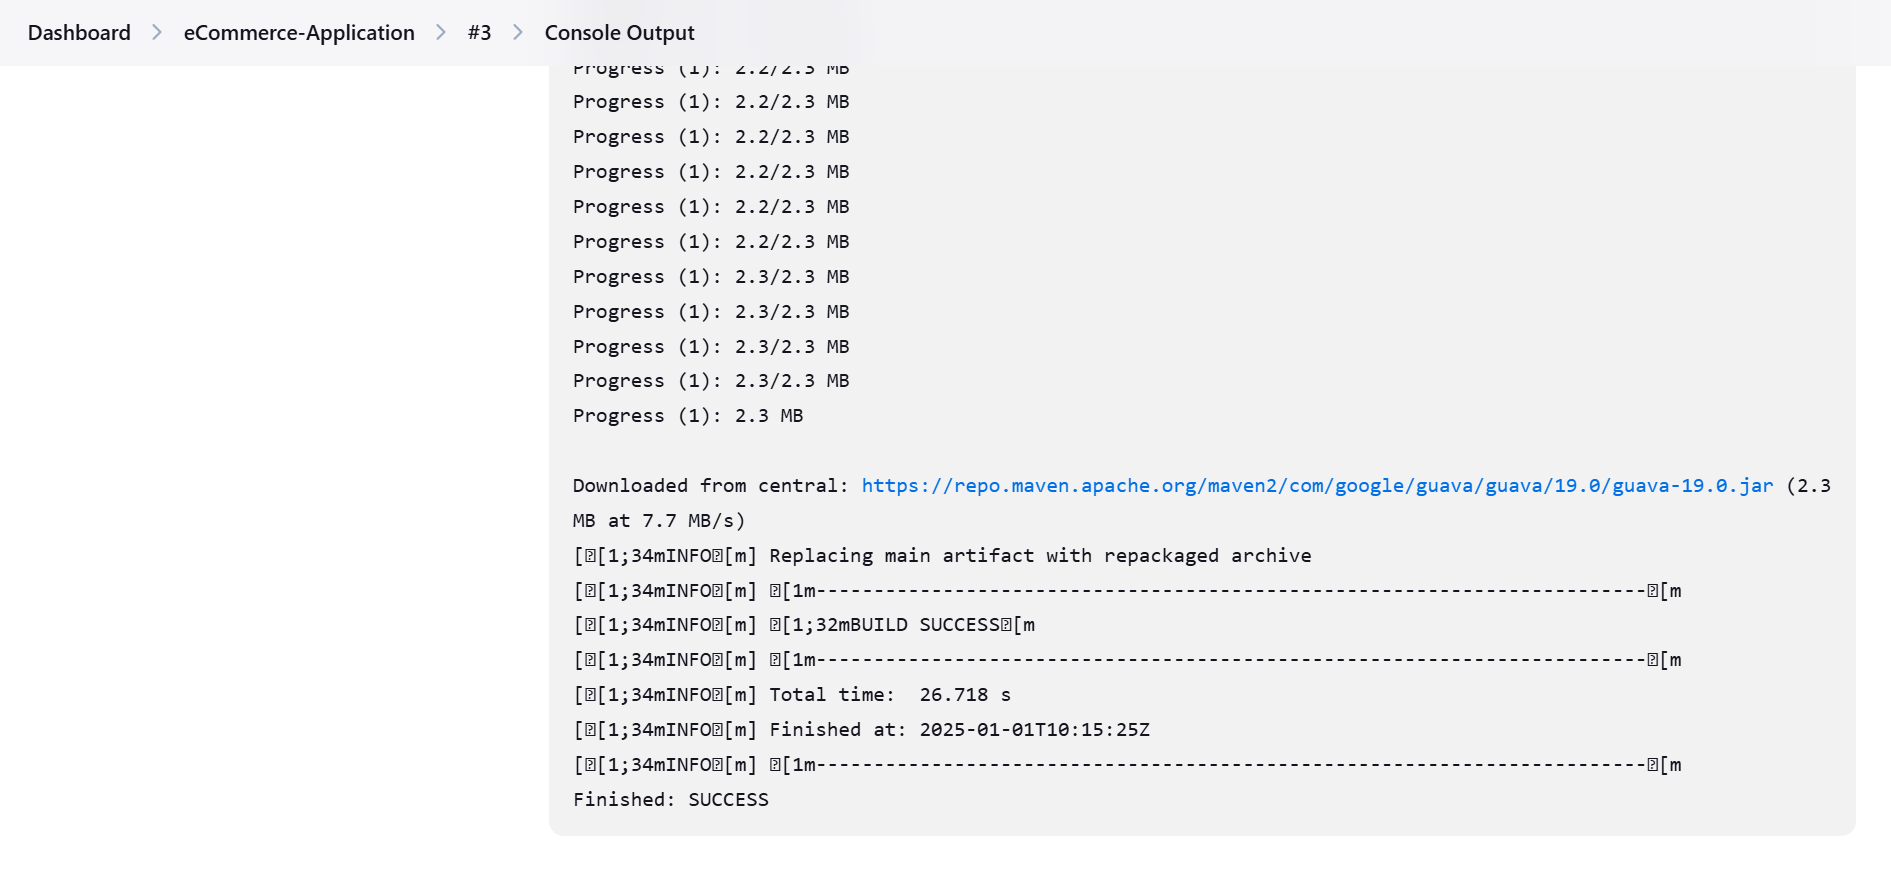 Dashboard > eCommerce-Application > #3 > Console Output
Progress (1): 2.2/2.3 MB
Progress (1): 2.2/2.3 MB
Progress (1): 2.2/2.3 MB
Progress (1): 2.2/2.3 MB
Progress (1): 2.2/2.3 MB
Progress (1): 2.2/2.3 MB
Progress (1): 2.3/2.3 MB
Progress (1): 2.3/2.3 MB
Progress (1): 2.3/2.3 MB
Progress (1): 2.3/2.3 MB
Progress (1): 2.3 MB
Downloaded from central: https://repo.maven.apache.org/maven2/com/google/guava/guava/19.0/guava-19.0.jar (2.3
MB at 7.7 MB/s)
[�[1;34mINFO�[m] Replacing main artifact with repackaged archive
[�[1;34mINFO�[m] �[1m------------------------------------------------------------------------�[m
[�[1;34mINFO�[m] �[1;32mBUILD SUCCESS�[m
[�[1;34mINFO�[m] �[1m------------------------------------------------------------------------�[m
[�[1;34mINFO�[m] Total time:  26.718 s
[�[1;34mINFO�[m] Finished at: 2025-01-01T10:15:25Z
[�[1;34mINFO�[m] �[1m------------------------------------------------------------------------�[m
Finished: SUCCESS